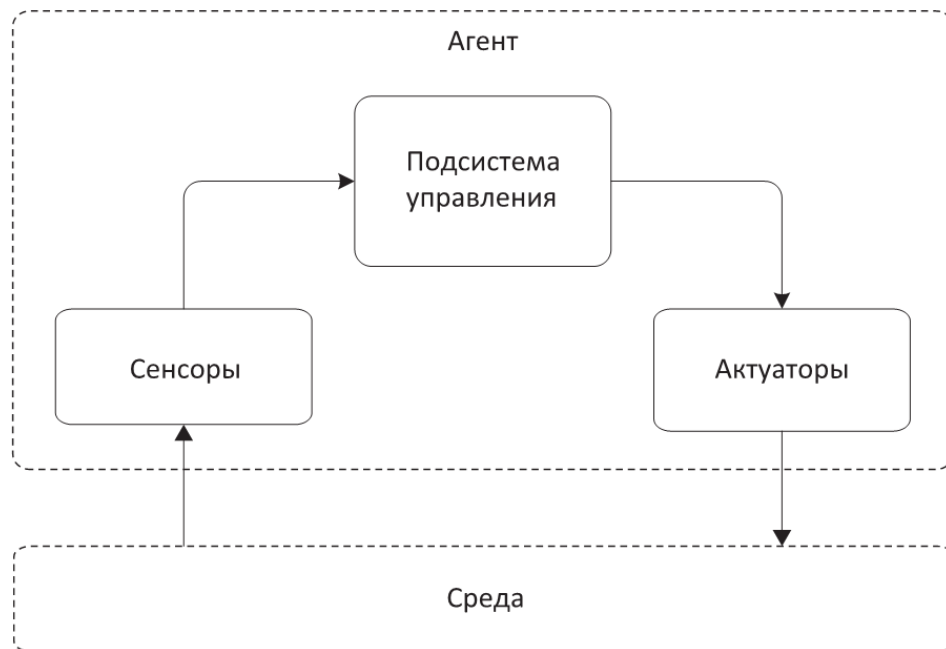 Агент
Подсистема
управления
Сенсоры
Актуаторы
Среда